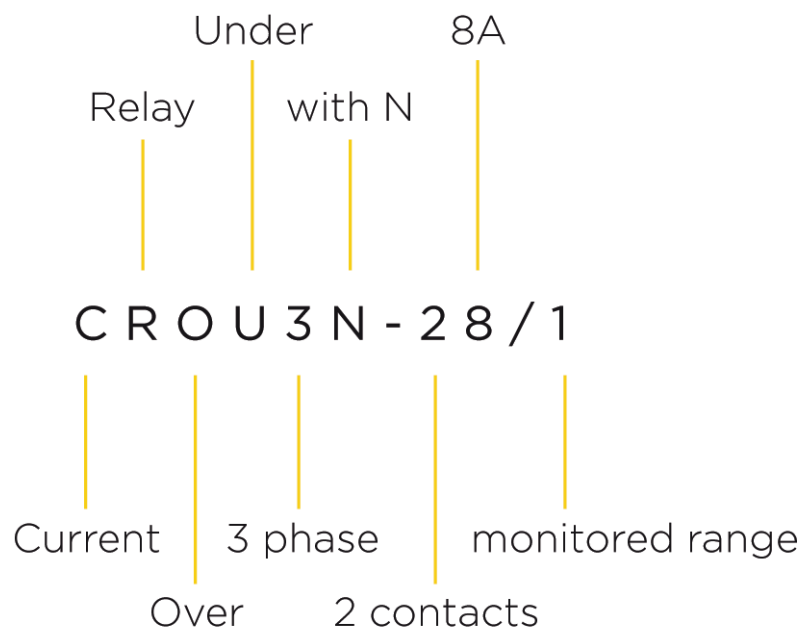 Under 8A
Relay with N
CROU3N-28/1
Current 3 phase monitored range
Over 2 contacts